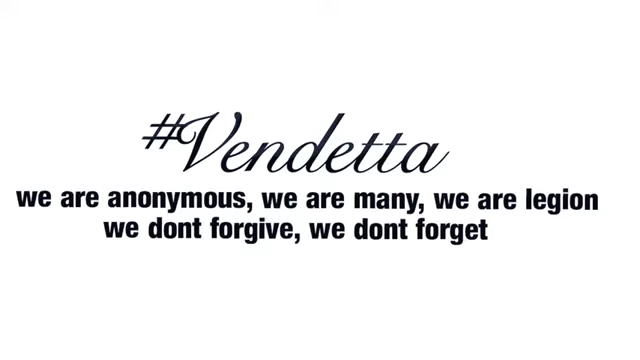 #Vendetta
we are anonymous, we are many, we are legion
we dont forgive, we dont forget